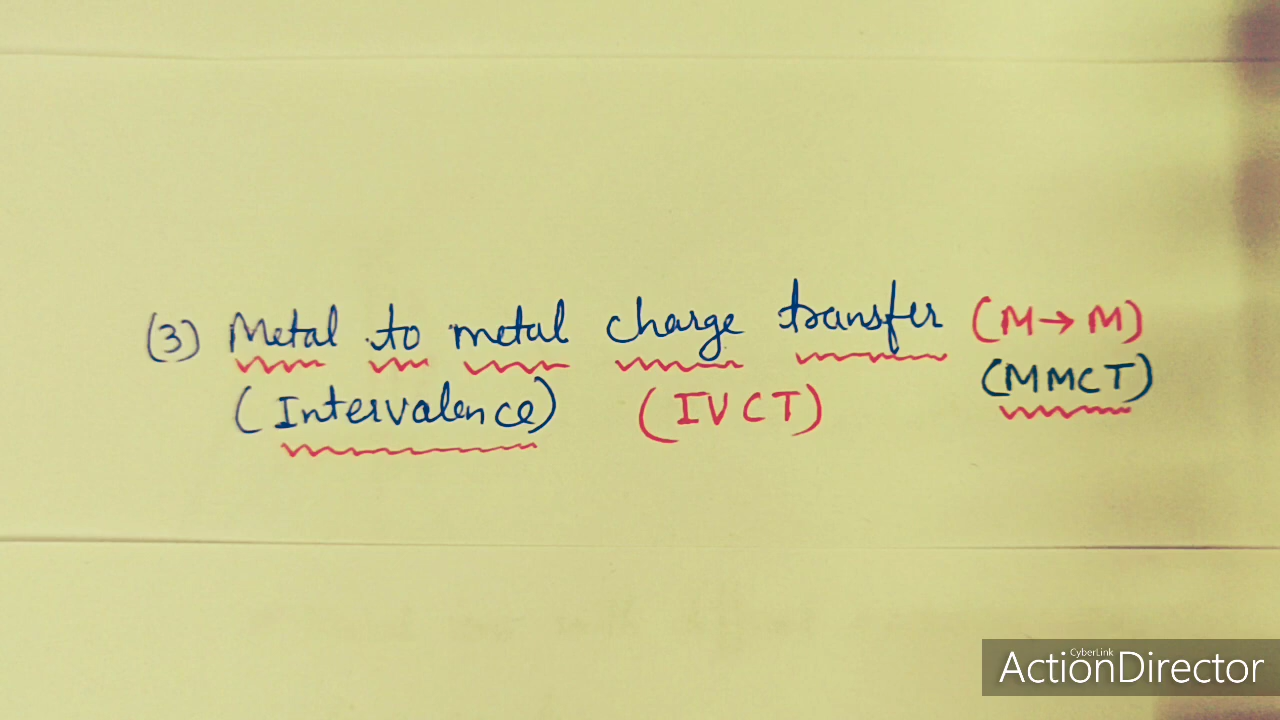 (3) Metal to metal charge transfer (M→M)
(MMCT)
(Intervalence) (IVCT)
CyberLink
ActionDirector